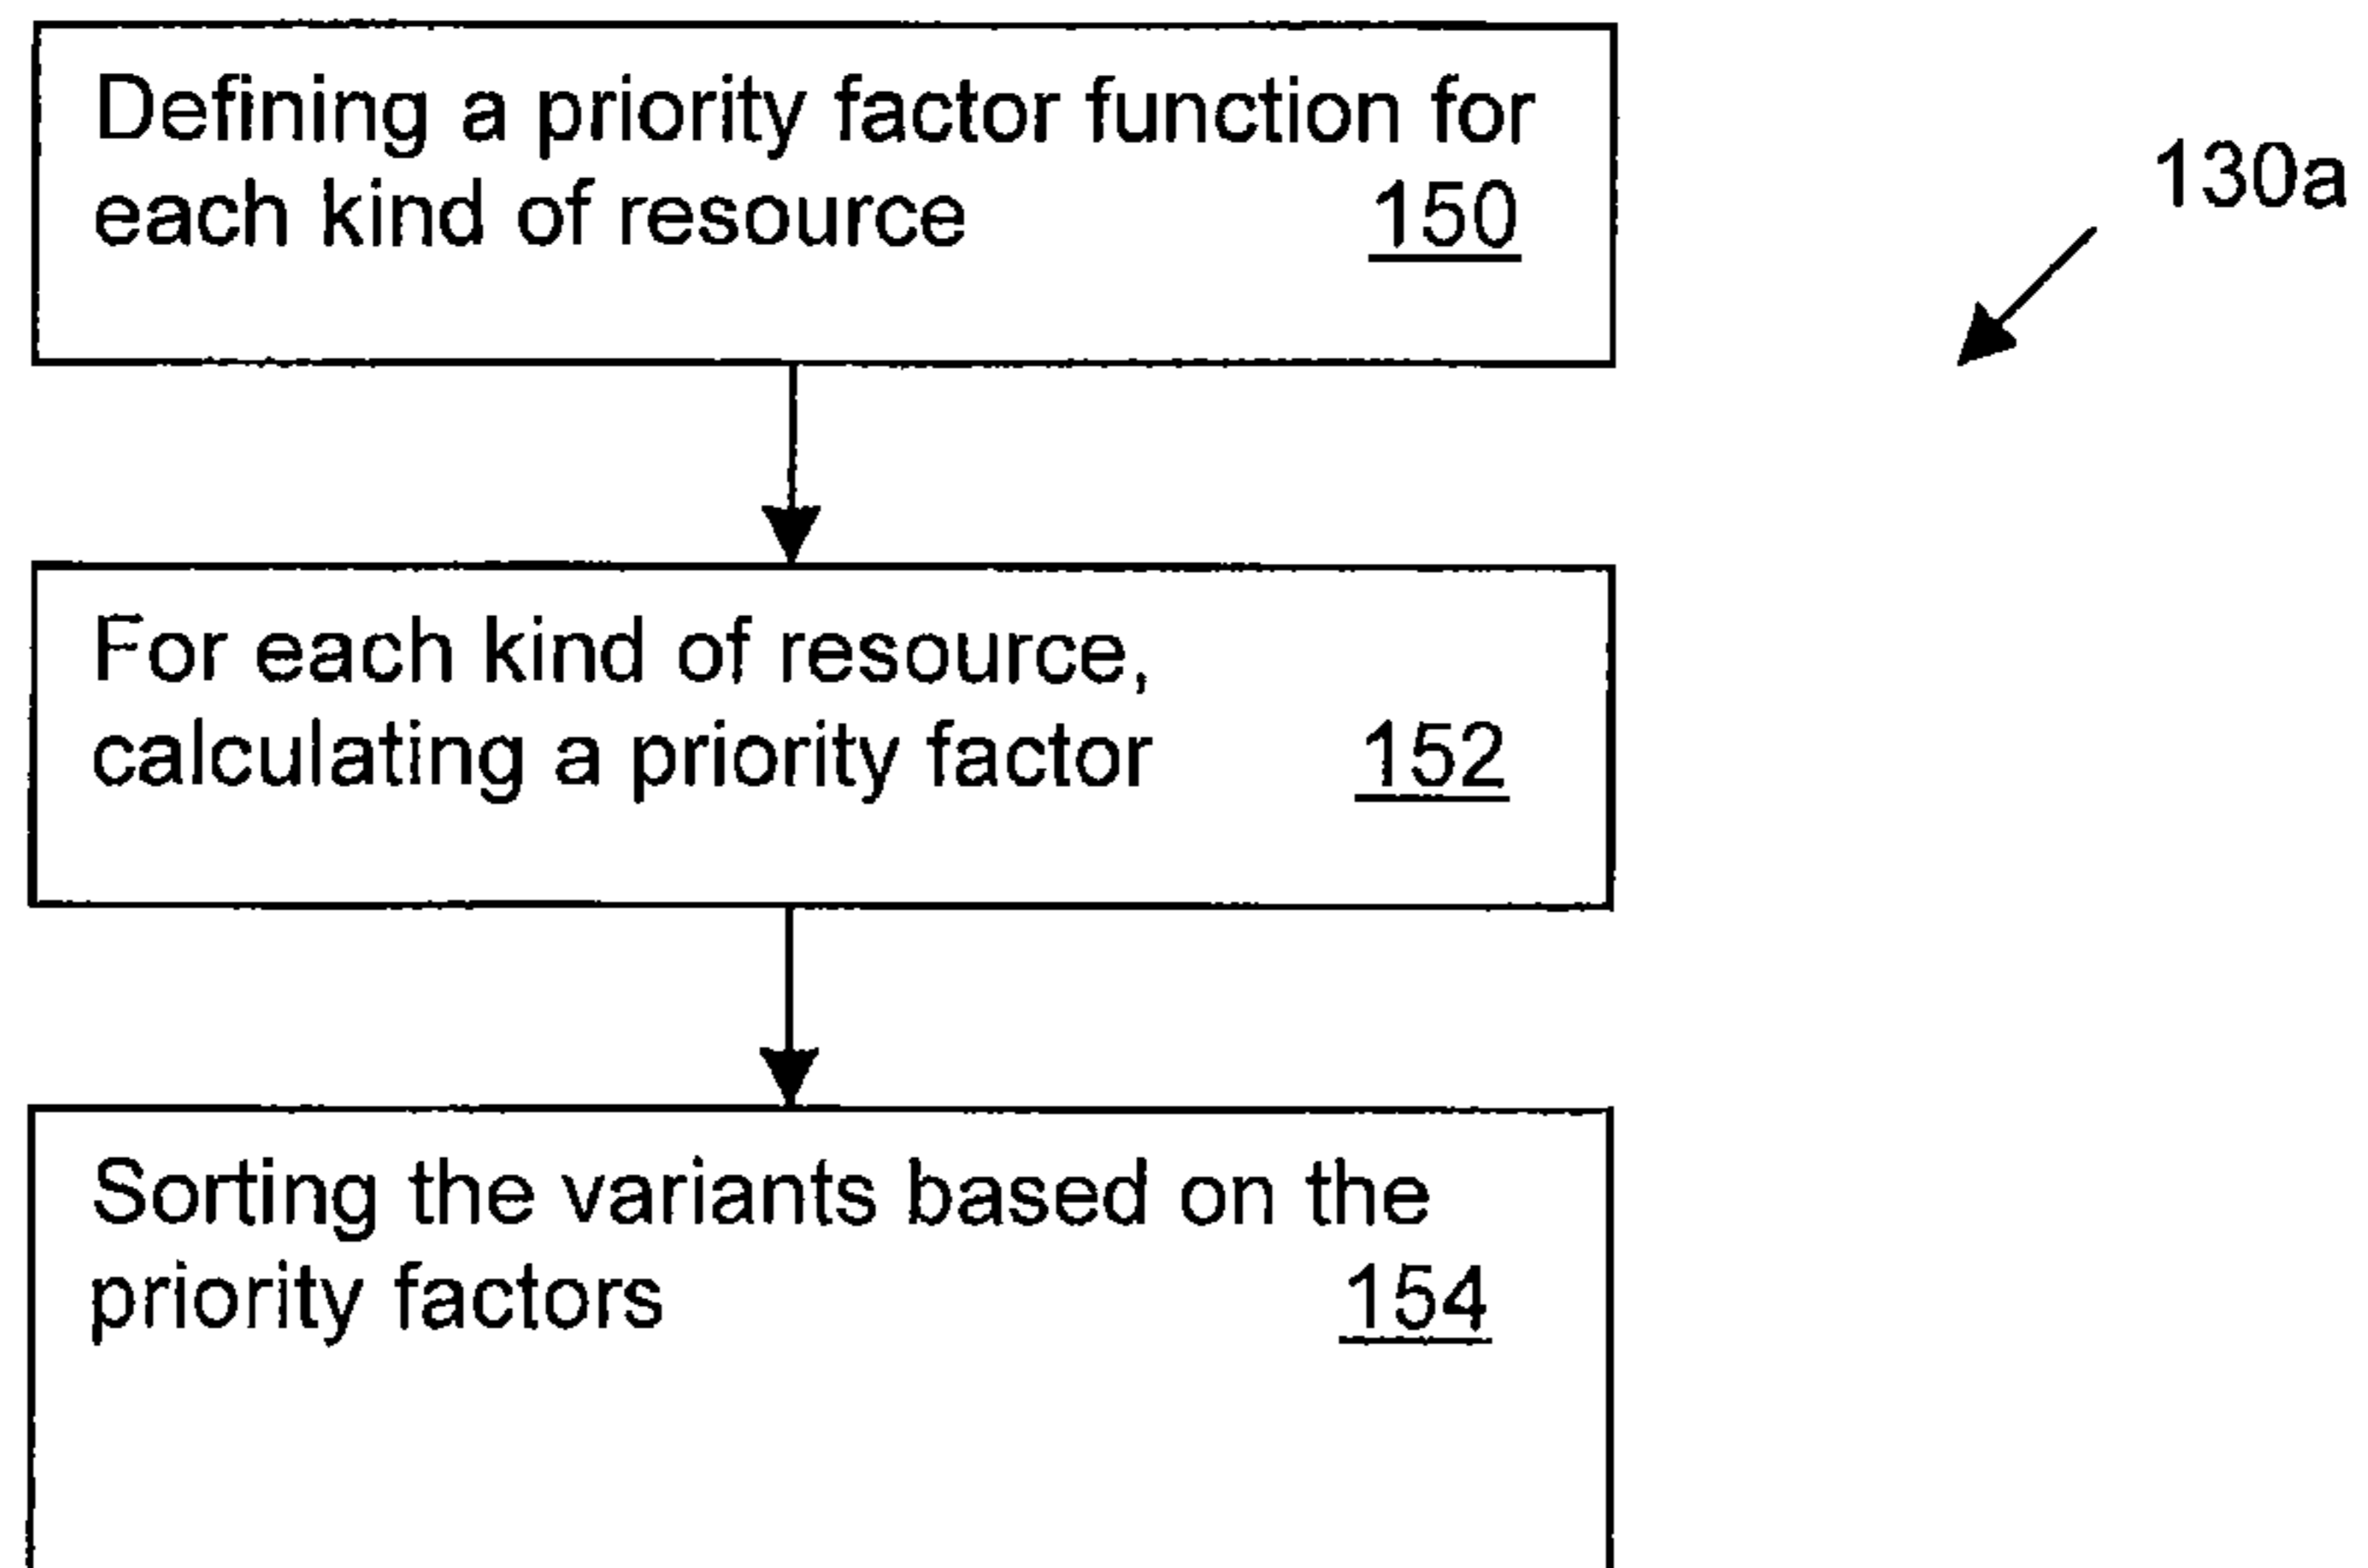 Defining a priority factor function for
each kind of resource 150
130a
For each kind of resource,
calculating a priority factor 152
Sorting the variants based on the
priority factors 154